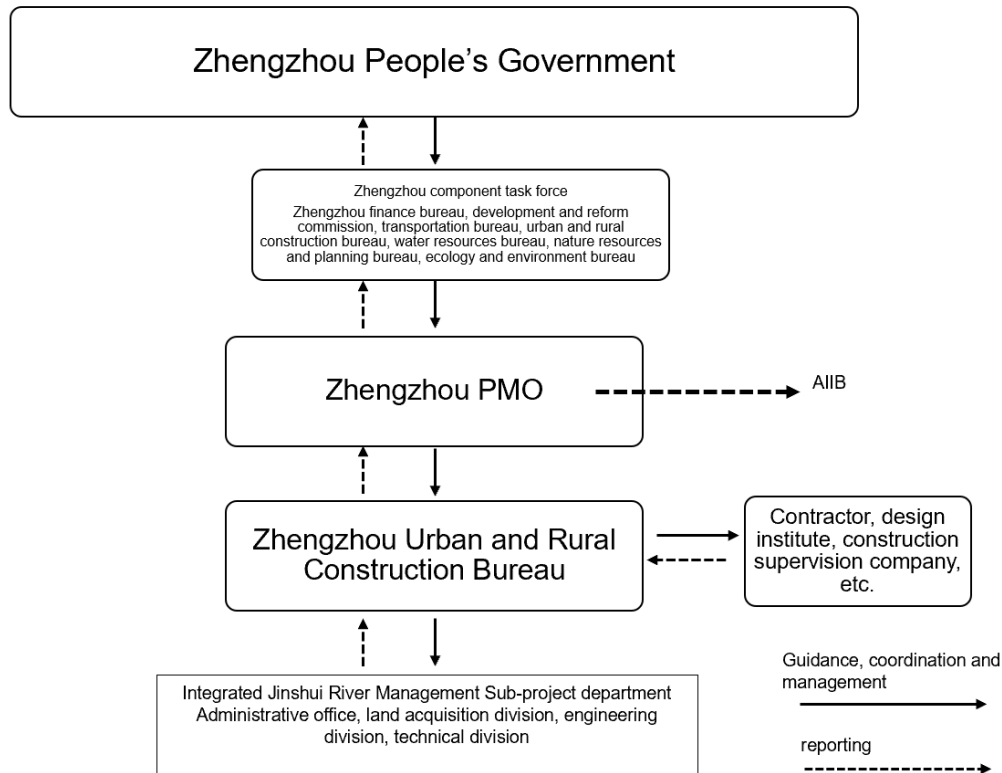 Zhengzhou People’s Government
Zhengzhou component task force
Zhengzhou finance bureau, development and reform
commission, transportation bureau, urban and rural
construction bureau, water resources bureau, nature resources
and planning bureau, ecology and environment bureau
Zhengzhou PMO
AIIB
Zhengzhou Urban and Rural
Construction Bureau
Contractor, design
institute, construction
supervision company,
etc.
Guidance, coordination and
management
Integrated Jinshui River Management Sub-project department
Administrative office, land acquisition division, engineering
division, technical division
reporting